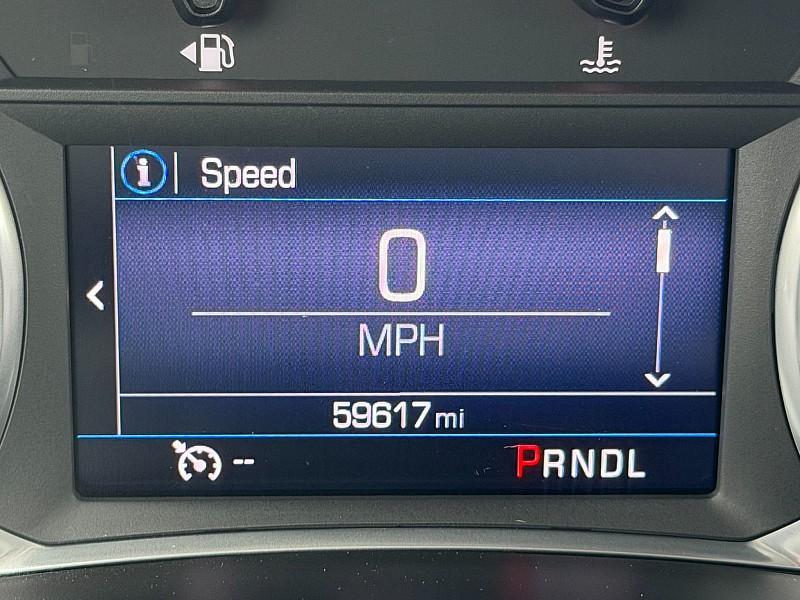 i | Speed
0
MPH
59617 mi
--
PRNDL